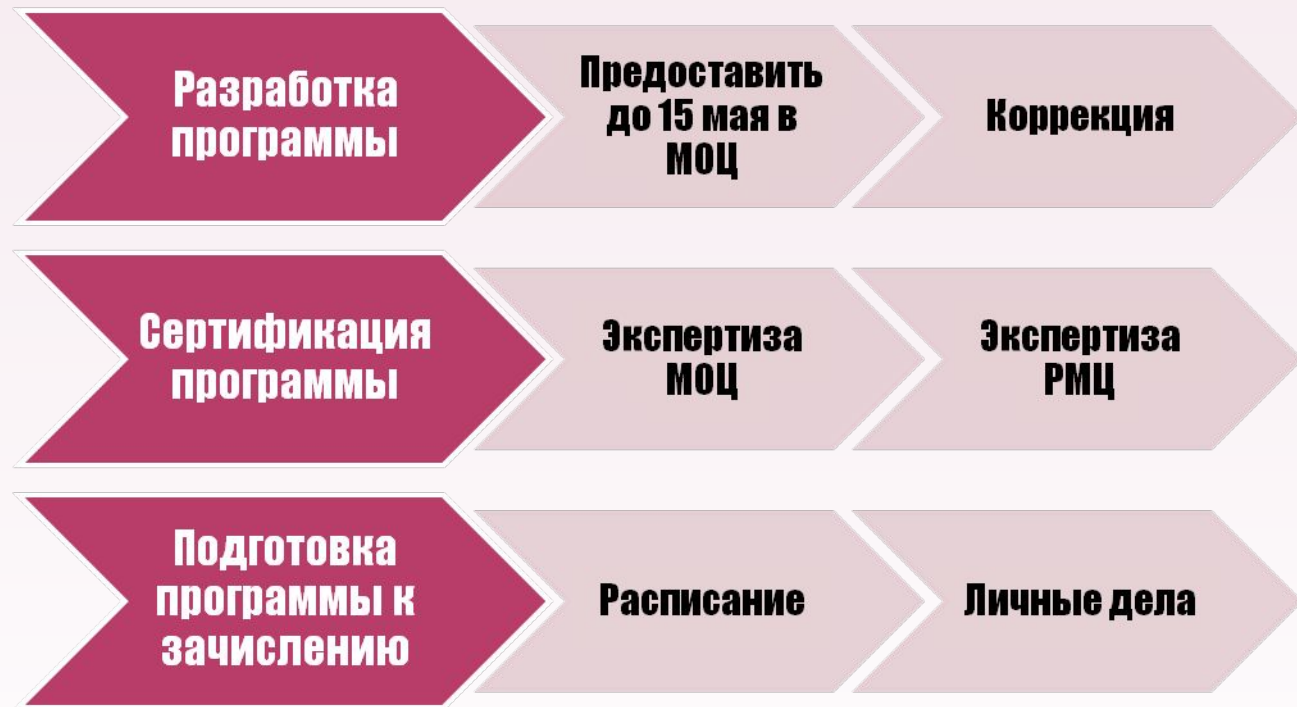 Разработка
программы
Предоставить
до 15 мая в
МОЦ
Коррекция
Сертификация
программы
Экспертиза
МОЦ
Экспертиза
РМЦ
Подготовка
программы к
зачислению
Расписание
Личные дела